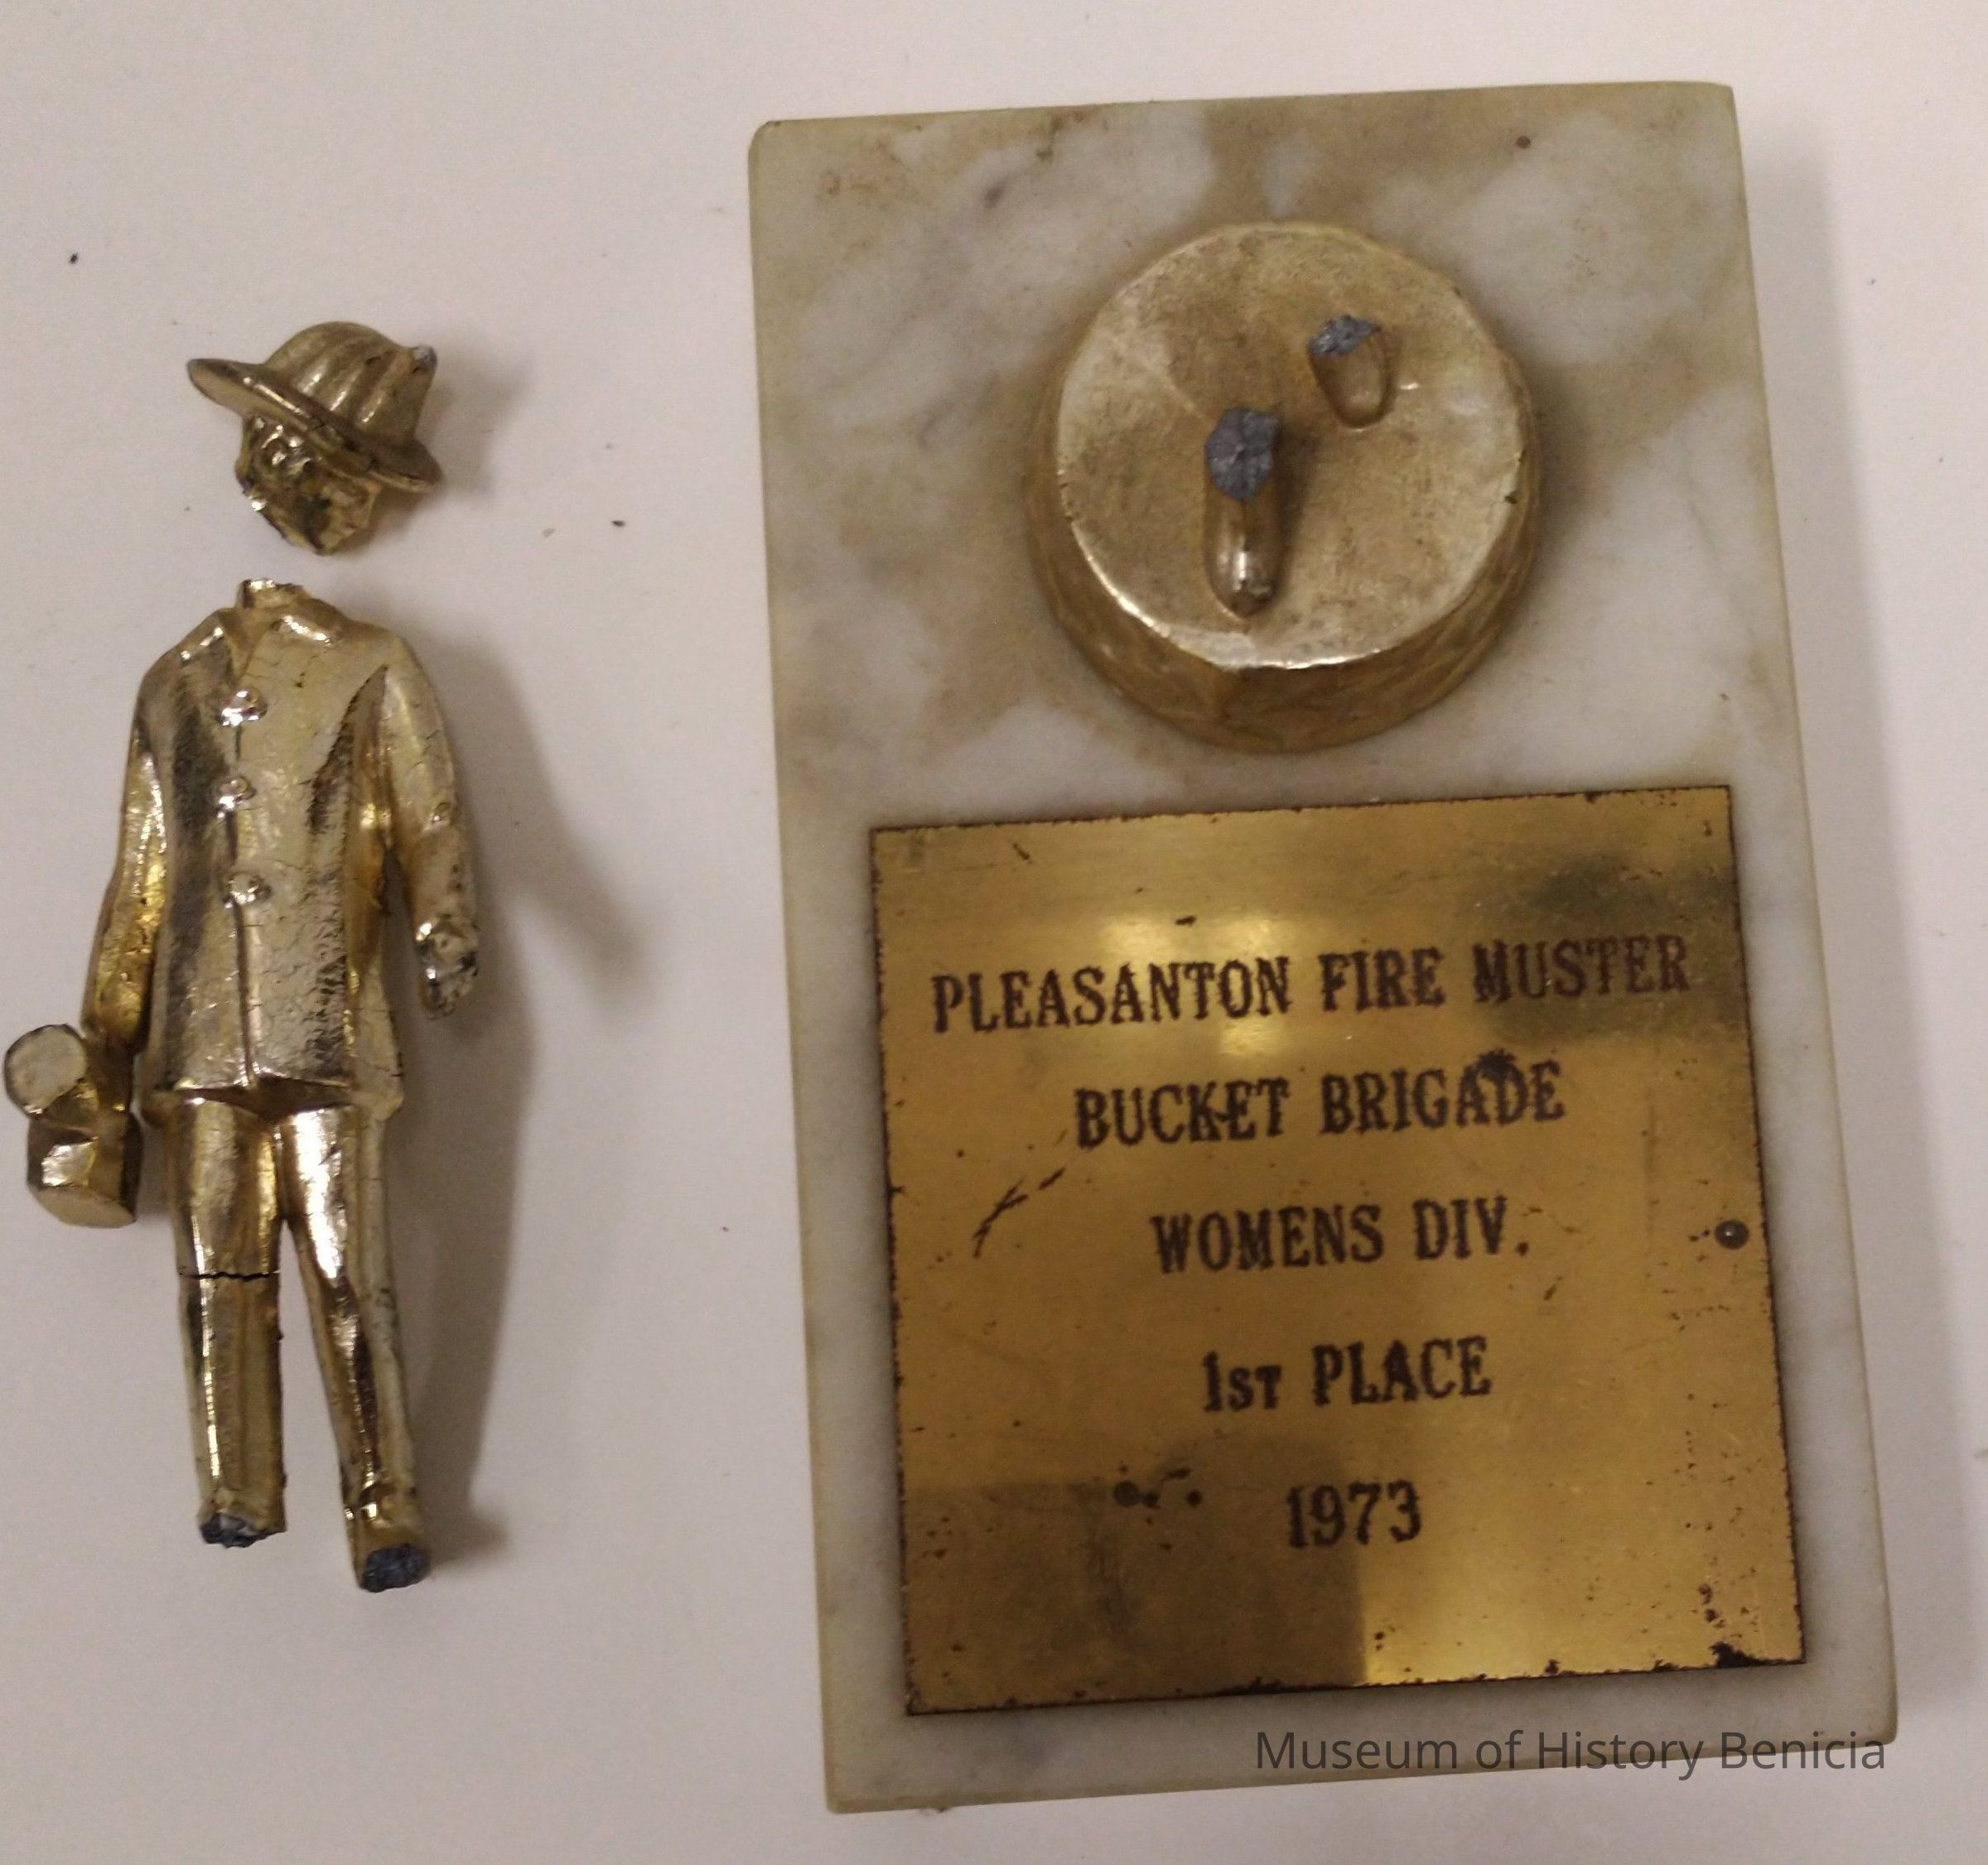 PLEASANTON FIRE MUSTER
BUCKET BRIGADE
WOMENS DIV.
1ST PLACE
1973
Museum of History Benicia